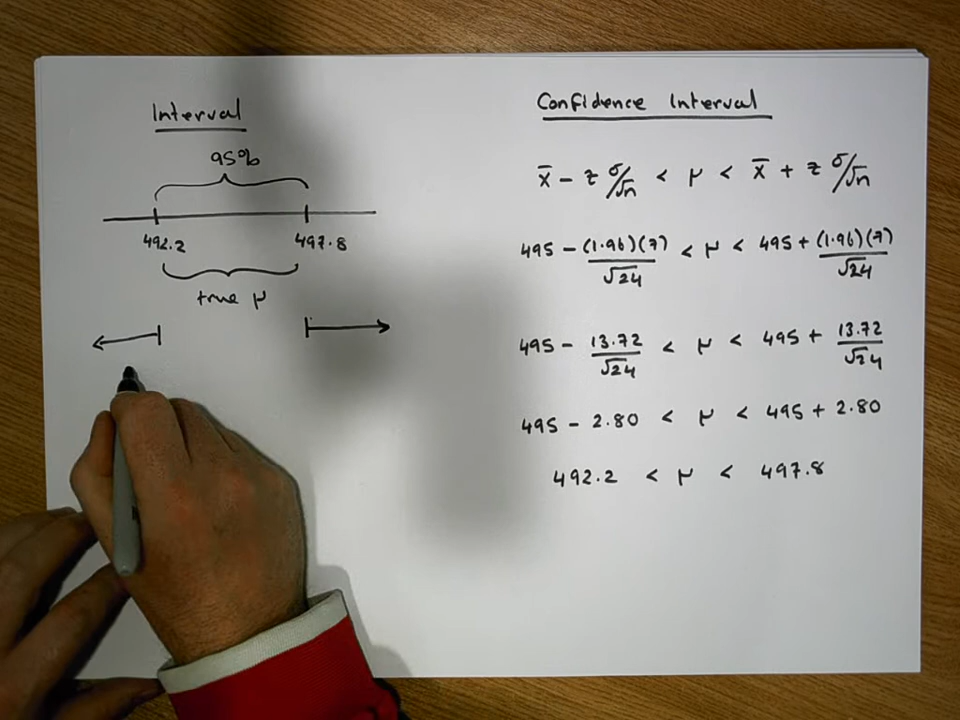 Interval
95%
492.2 497.8
true μ
Confidence Interval
x̄ - z σ/√n < μ < x̄ + z σ/√n
495 - (1.96)(7)/√24 < μ < 495 + (1.96)(7)/√24
495 - 13.72/√24 < μ < 495 + 13.72/√24
495 - 2.80 < μ < 495 + 2.80
492.2 < μ < 497.8